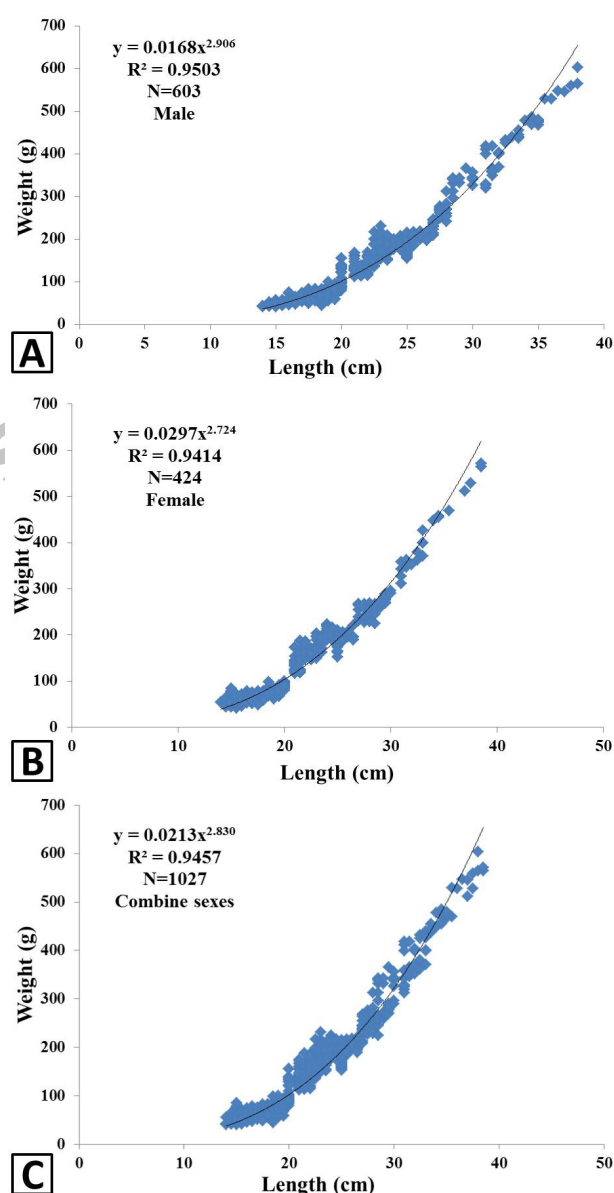 700
600
500
400
300
200
100
0
Weight (g)
y = 0.0168x^2.906
R² = 0.9503
N=603
Male
0 5 10 15 20 25 30 35 40
Length (cm)
A
700
600
500
400
300
200
100
0
Weight (g)
y = 0.0297x^2.724
R² = 0.9414
N=424
Female
0 10 20 30 40 50
Length (cm)
B
700
600
500
400
300
200
100
0
Weight (g)
y = 0.0213x^2.830
R² = 0.9457
N=1027
Combine sexes
0 10 20 30 40 50
Length (cm)
C